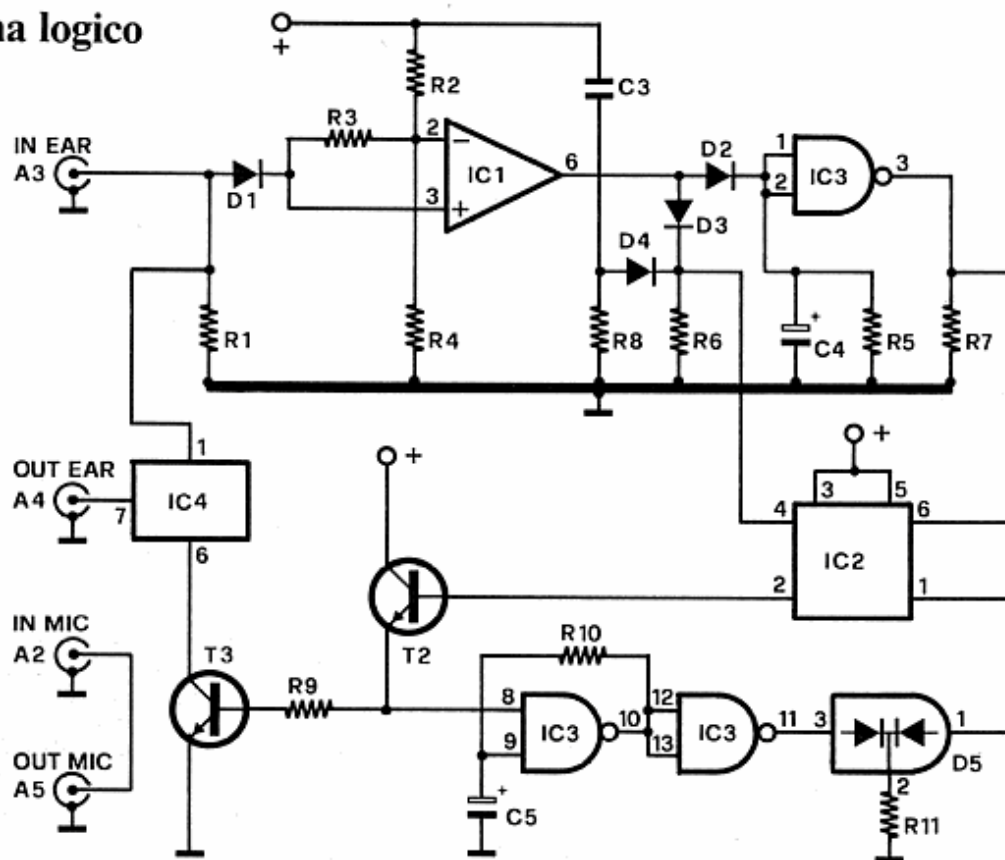 na logico
+
R2
C3
R3
IN EAR
A3
D1
2
−
IC1
6
3
+
D2
1
2
IC3
3
D3
D4
R1
R4
R8
R6
+
C4
R5
R7
1
+
+
OUT EAR
A4
7
IC4
6
3
5
4
6
IC2
2
1
IN MIC
A2
T3
T2
R10
R9
8
9
IC3
10
12
13
IC3
11
3
1
D5
2
OUT MIC
A5
+
C5
R11